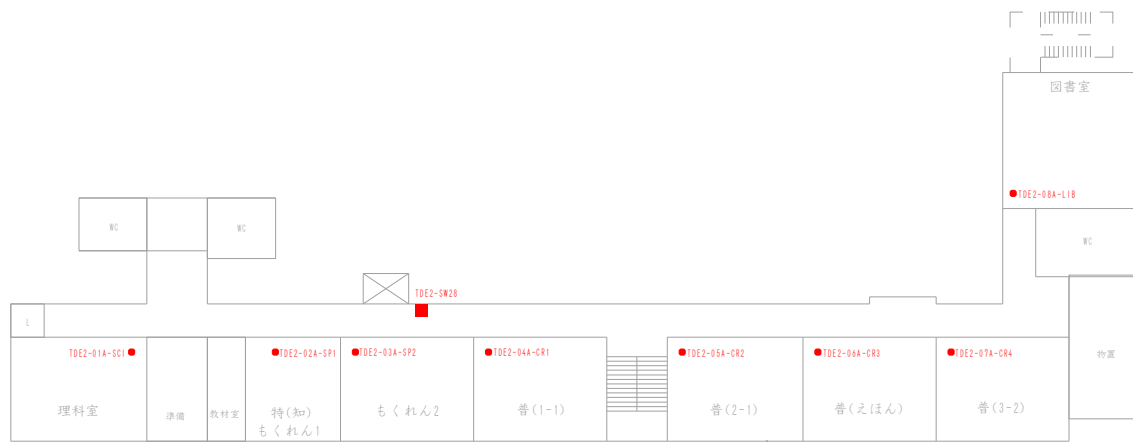 図書室
TDE2-08A-LIB
WC
WC
WC
TDE2-SW28
L
TDE2-01A-SCI
TDE2-02A-SP1
TDE2-03A-SP2
TDE2-04A-CR1
TDE2-05A-CR2
TDE2-06A-CR3
TDE2-07A-CR4
物置
理科室
準備
教材室
特(知)
もくれん1
もくれん2
普(1-1)
普(2-1)
普(えほん)
普(3-2)